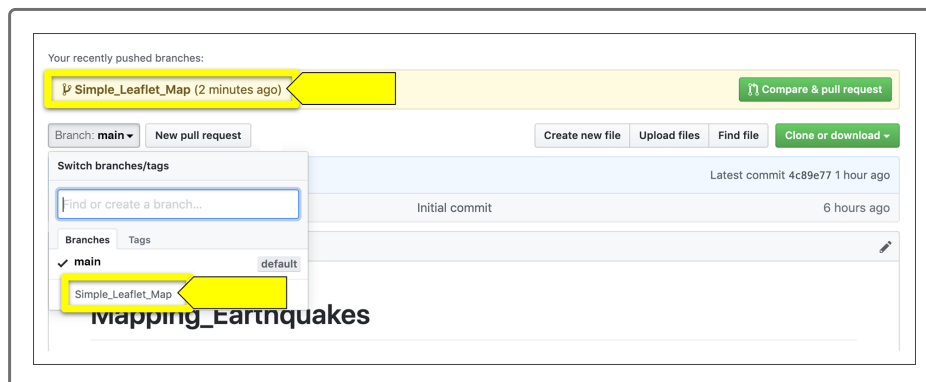 Your recently pushed branches:
Simple_Leaflet_Map (2 minutes ago)
Compare & pull request
Branch: main
New pull request
Create new file
Upload files
Find file
Clone or download
Switch branches/tags
Latest commit 4c89e77 1 hour ago
Find or create a branch...
Initial commit
6 hours ago
Branches
Tags
main
default
Simple_Leaflet_Map
Mapping_Earthquakes